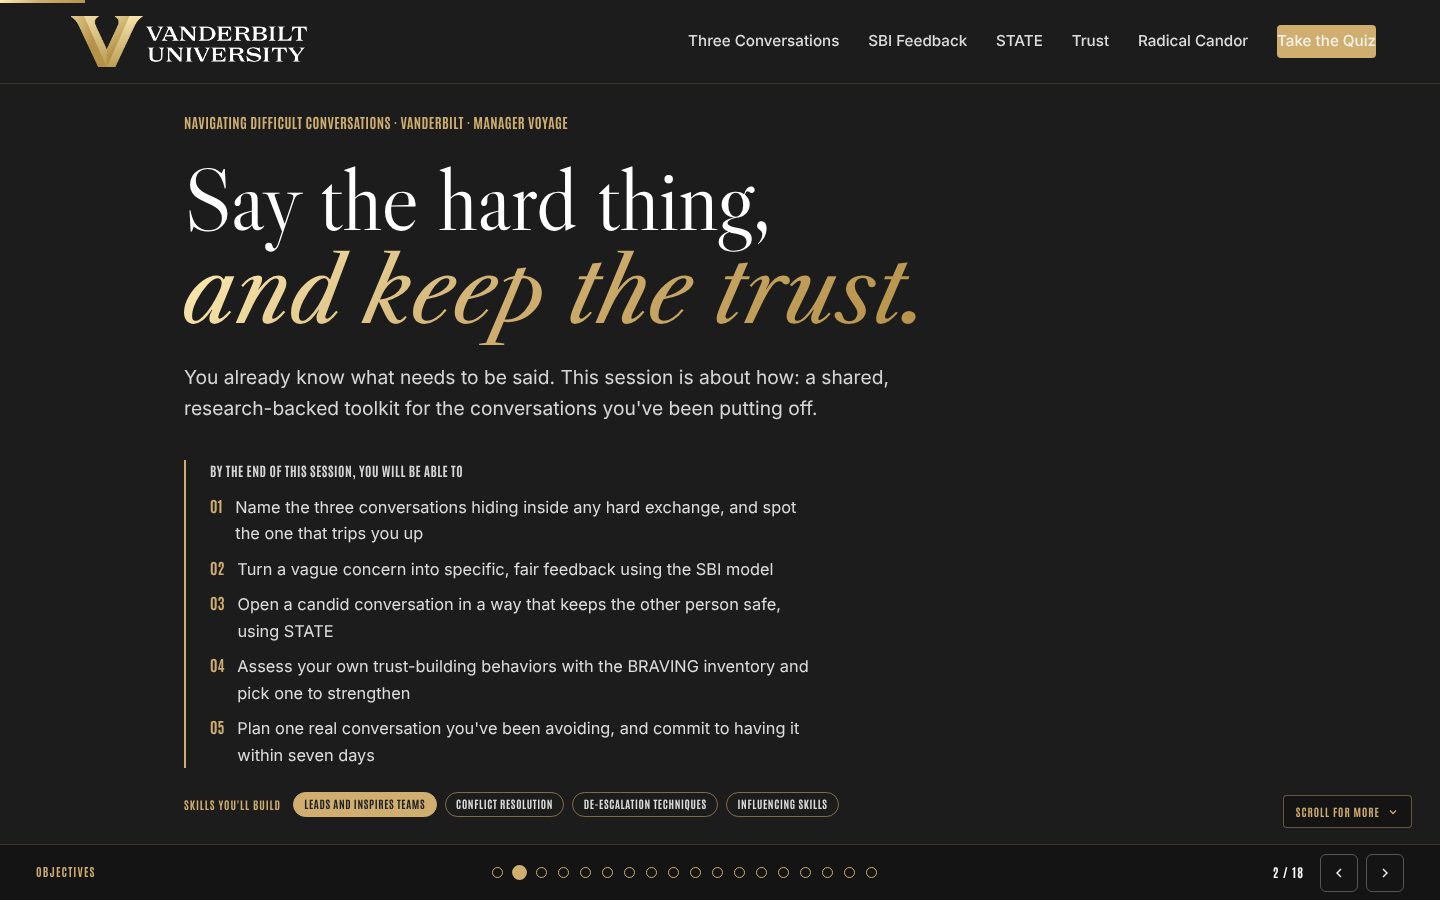 VANDERBILT
UNIVERSITY
Three Conversations SBI Feedback STATE Trust Radical Candor Take the Quiz
NAVIGATING DIFFICULT CONVERSATIONS · VANDERBILT · MANAGER VOYAGE
Say the hard thing,
and keep the trust.
You already know what needs to be said. This session is about how: a shared,
research-backed toolkit for the conversations you've been putting off.
BY THE END OF THIS SESSION, YOU WILL BE ABLE TO
01 Name the three conversations hiding inside any hard exchange, and spot
the one that trips you up
02 Turn a vague concern into specific, fair feedback using the SBI model
03 Open a candid conversation in a way that keeps the other person safe,
using STATE
04 Assess your own trust-building behaviors with the BRAVING inventory and
pick one to strengthen
05 Plan one real conversation you've been avoiding, and commit to having it
within seven days
SKILLS YOU'LL BUILD LEADS AND INSPIRES TEAMS CONFLICT RESOLUTION DE-ESCALATION TECHNIQUES INFLUENCING SKILLS
SCROLL FOR MORE
OBJECTIVES
2 / 18